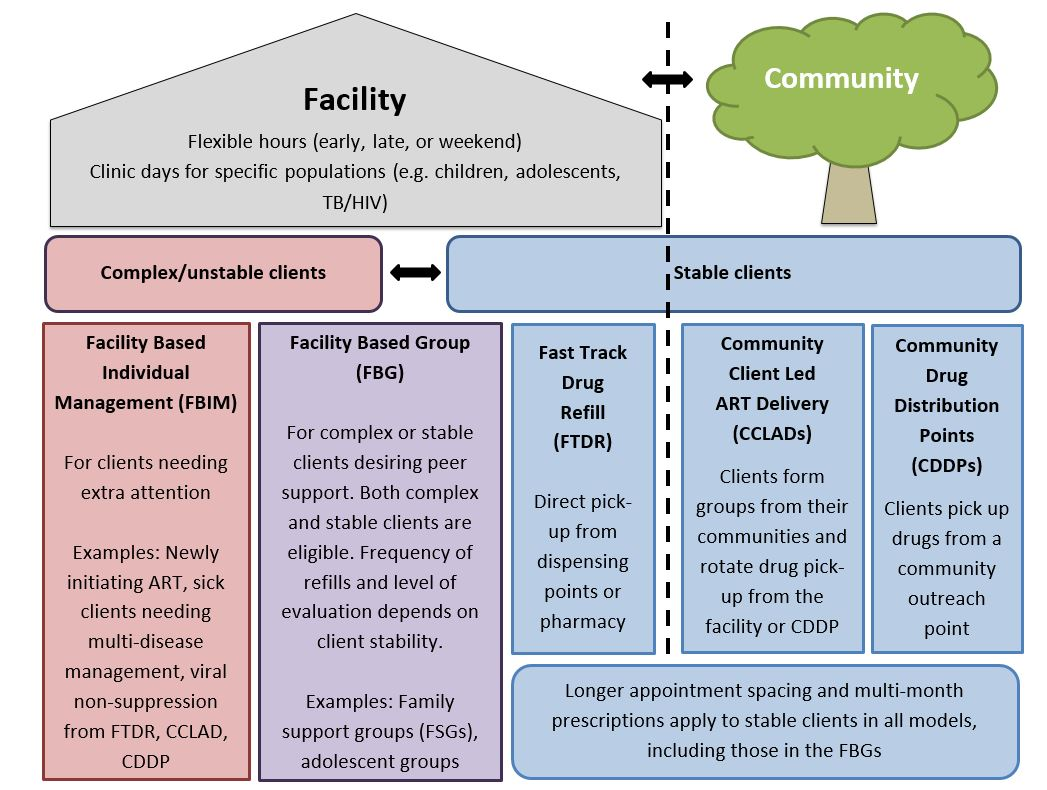 Facility
Flexible hours (early, late, or weekend)
Clinic days for specific populations (e.g. children, adolescents,
TB/HIV)
Community
Complex/unstable clients
Stable clients
Facility Based
Individual
Management (FBIM)
For clients needing
extra attention
Examples: Newly
initiating ART, sick
clients needing
multi-disease
management, viral
non-suppression
from FTDR, CCLAD,
CDDP
Facility Based Group
(FBG)
For complex or stable
clients desiring peer
support. Both complex
and stable clients are
eligible. Frequency of
refills and level of
evaluation depends on
client stability.
Examples: Family
support groups (FSGs),
adolescent groups
Fast Track
Drug
Refill
(FTDR)
Direct pick-
up from
dispensing
points or
pharmacy
Community
Client Led
ART Delivery
(CCLADs)
Clients form
groups from their
communities and
rotate drug pick-
up from the
facility or CDDP
Community
Drug
Distribution
Points
(CDDPs)
Clients pick up
drugs from a
community
outreach
point
Longer appointment spacing and multi-month
prescriptions apply to stable clients in all models,
including those in the FBGs